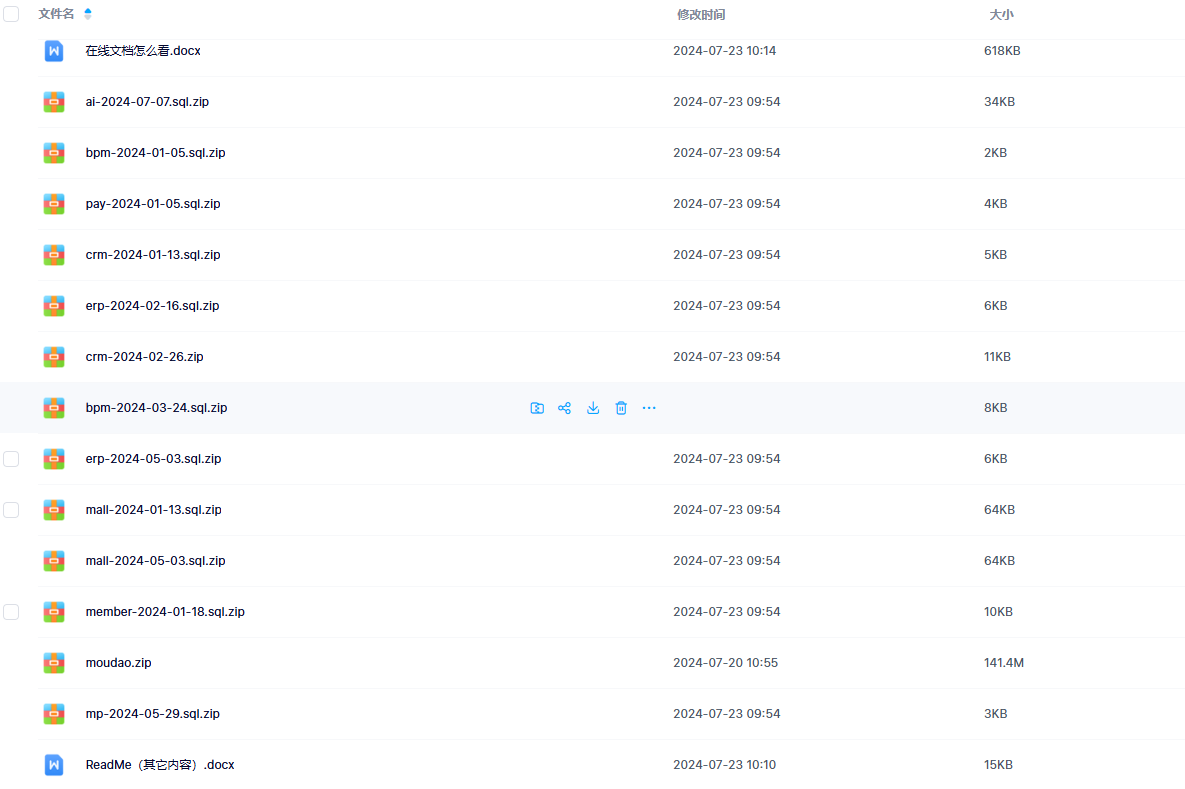 文件名 修改时间 大小
在线文档怎么看.docx 2024-07-23 10:14 618KB
ai-2024-07-07.sql.zip 2024-07-23 09:54 34KB
bpm-2024-01-05.sql.zip 2024-07-23 09:54 2KB
pay-2024-01-05.sql.zip 2024-07-23 09:54 4KB
crm-2024-01-13.sql.zip 2024-07-23 09:54 5KB
erp-2024-02-16.sql.zip 2024-07-23 09:54 6KB
crm-2024-02-26.zip 2024-07-23 09:54 11KB
bpm-2024-03-24.sql.zip 8KB
erp-2024-05-03.sql.zip 2024-07-23 09:54 6KB
mall-2024-01-13.sql.zip 2024-07-23 09:54 64KB
mall-2024-05-03.sql.zip 2024-07-23 09:54 64KB
member-2024-01-18.sql.zip 2024-07-23 09:54 10KB
moudao.zip 2024-07-20 10:55 141.4M
mp-2024-05-29.sql.zip 2024-07-23 09:54 3KB
ReadMe（其它内容）.docx 2024-07-23 10:10 15KB